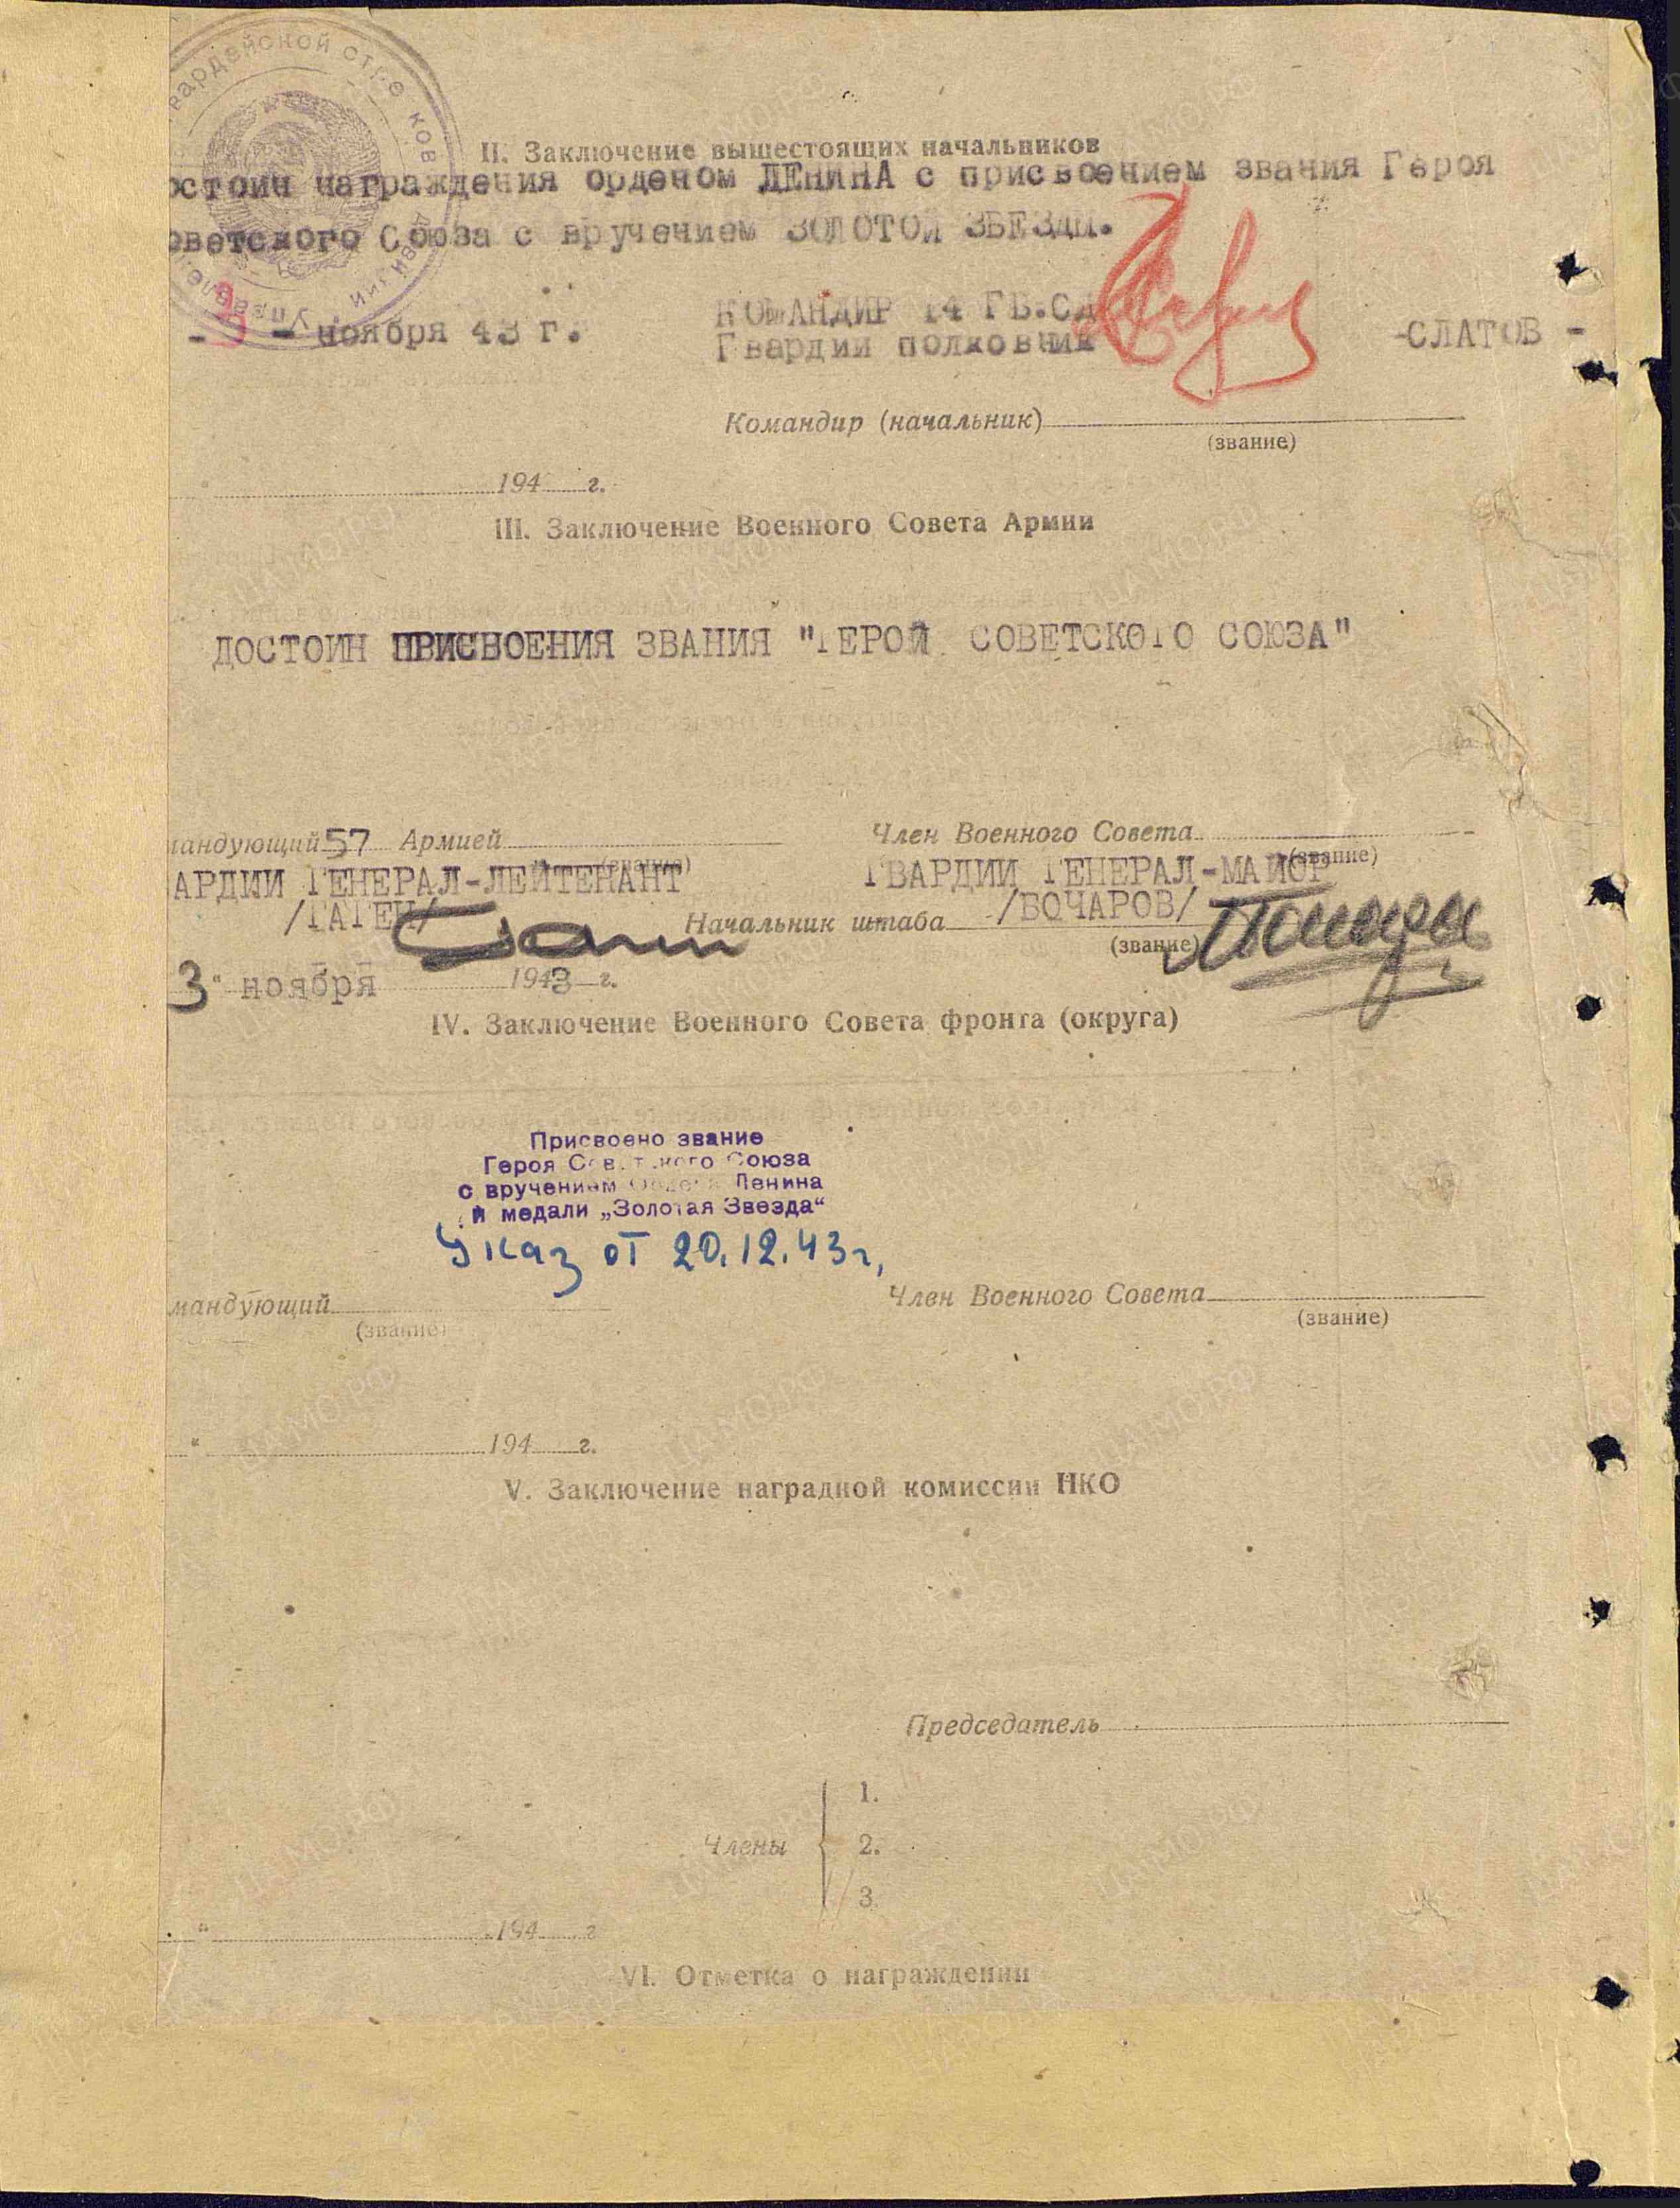 II. Заключение вышестоящих начальников
остоин награждения орденом ЛЕНИНА с присвоением звания Героя
оветского Союза с вручением ЗОЛОТОЙ ЗВЕЗДЫ.
- 3 - ноября 43 г.
КОМАНДИР 14 ГВ.СД
Гвардии полковник
-СЛАТОВ -
Командир (начальник)
(звание)
" 194 г.
III. Заключение Военного Совета Армии
ДОСТОИН ПРИСВОЕНИЯ ЗВАНИЯ "ГЕРОЙ СОВЕТСКОГО СОЮЗА"
мандующий 57 Армией
(звание)
АРДИИ ГЕНЕРАЛ-ЛЕЙТЕНАНТ
/ГАГЕН/
Член Военного Совета
(звание)
ГВАРДИИ ГЕНЕРАЛ-МАЙОР
Начальник штаба -/БОЧАРОВ/
(звание)
3 " ноября 1943 г.
IV. Заключение Военного Совета фронта (округа)
Присвоено звание
Героя Советского Союза
с вручением Ордена Ленина
и медали „Золотая Звезда“
Указ от 20.12.43г,
мандующий
(звание)
Член Военного Совета
(звание)
" 194 г.
V. Заключение наградной комиссии НКО
Председатель
Члены
1.
2.
3.
" 194 г
VI. Отметка о награждении